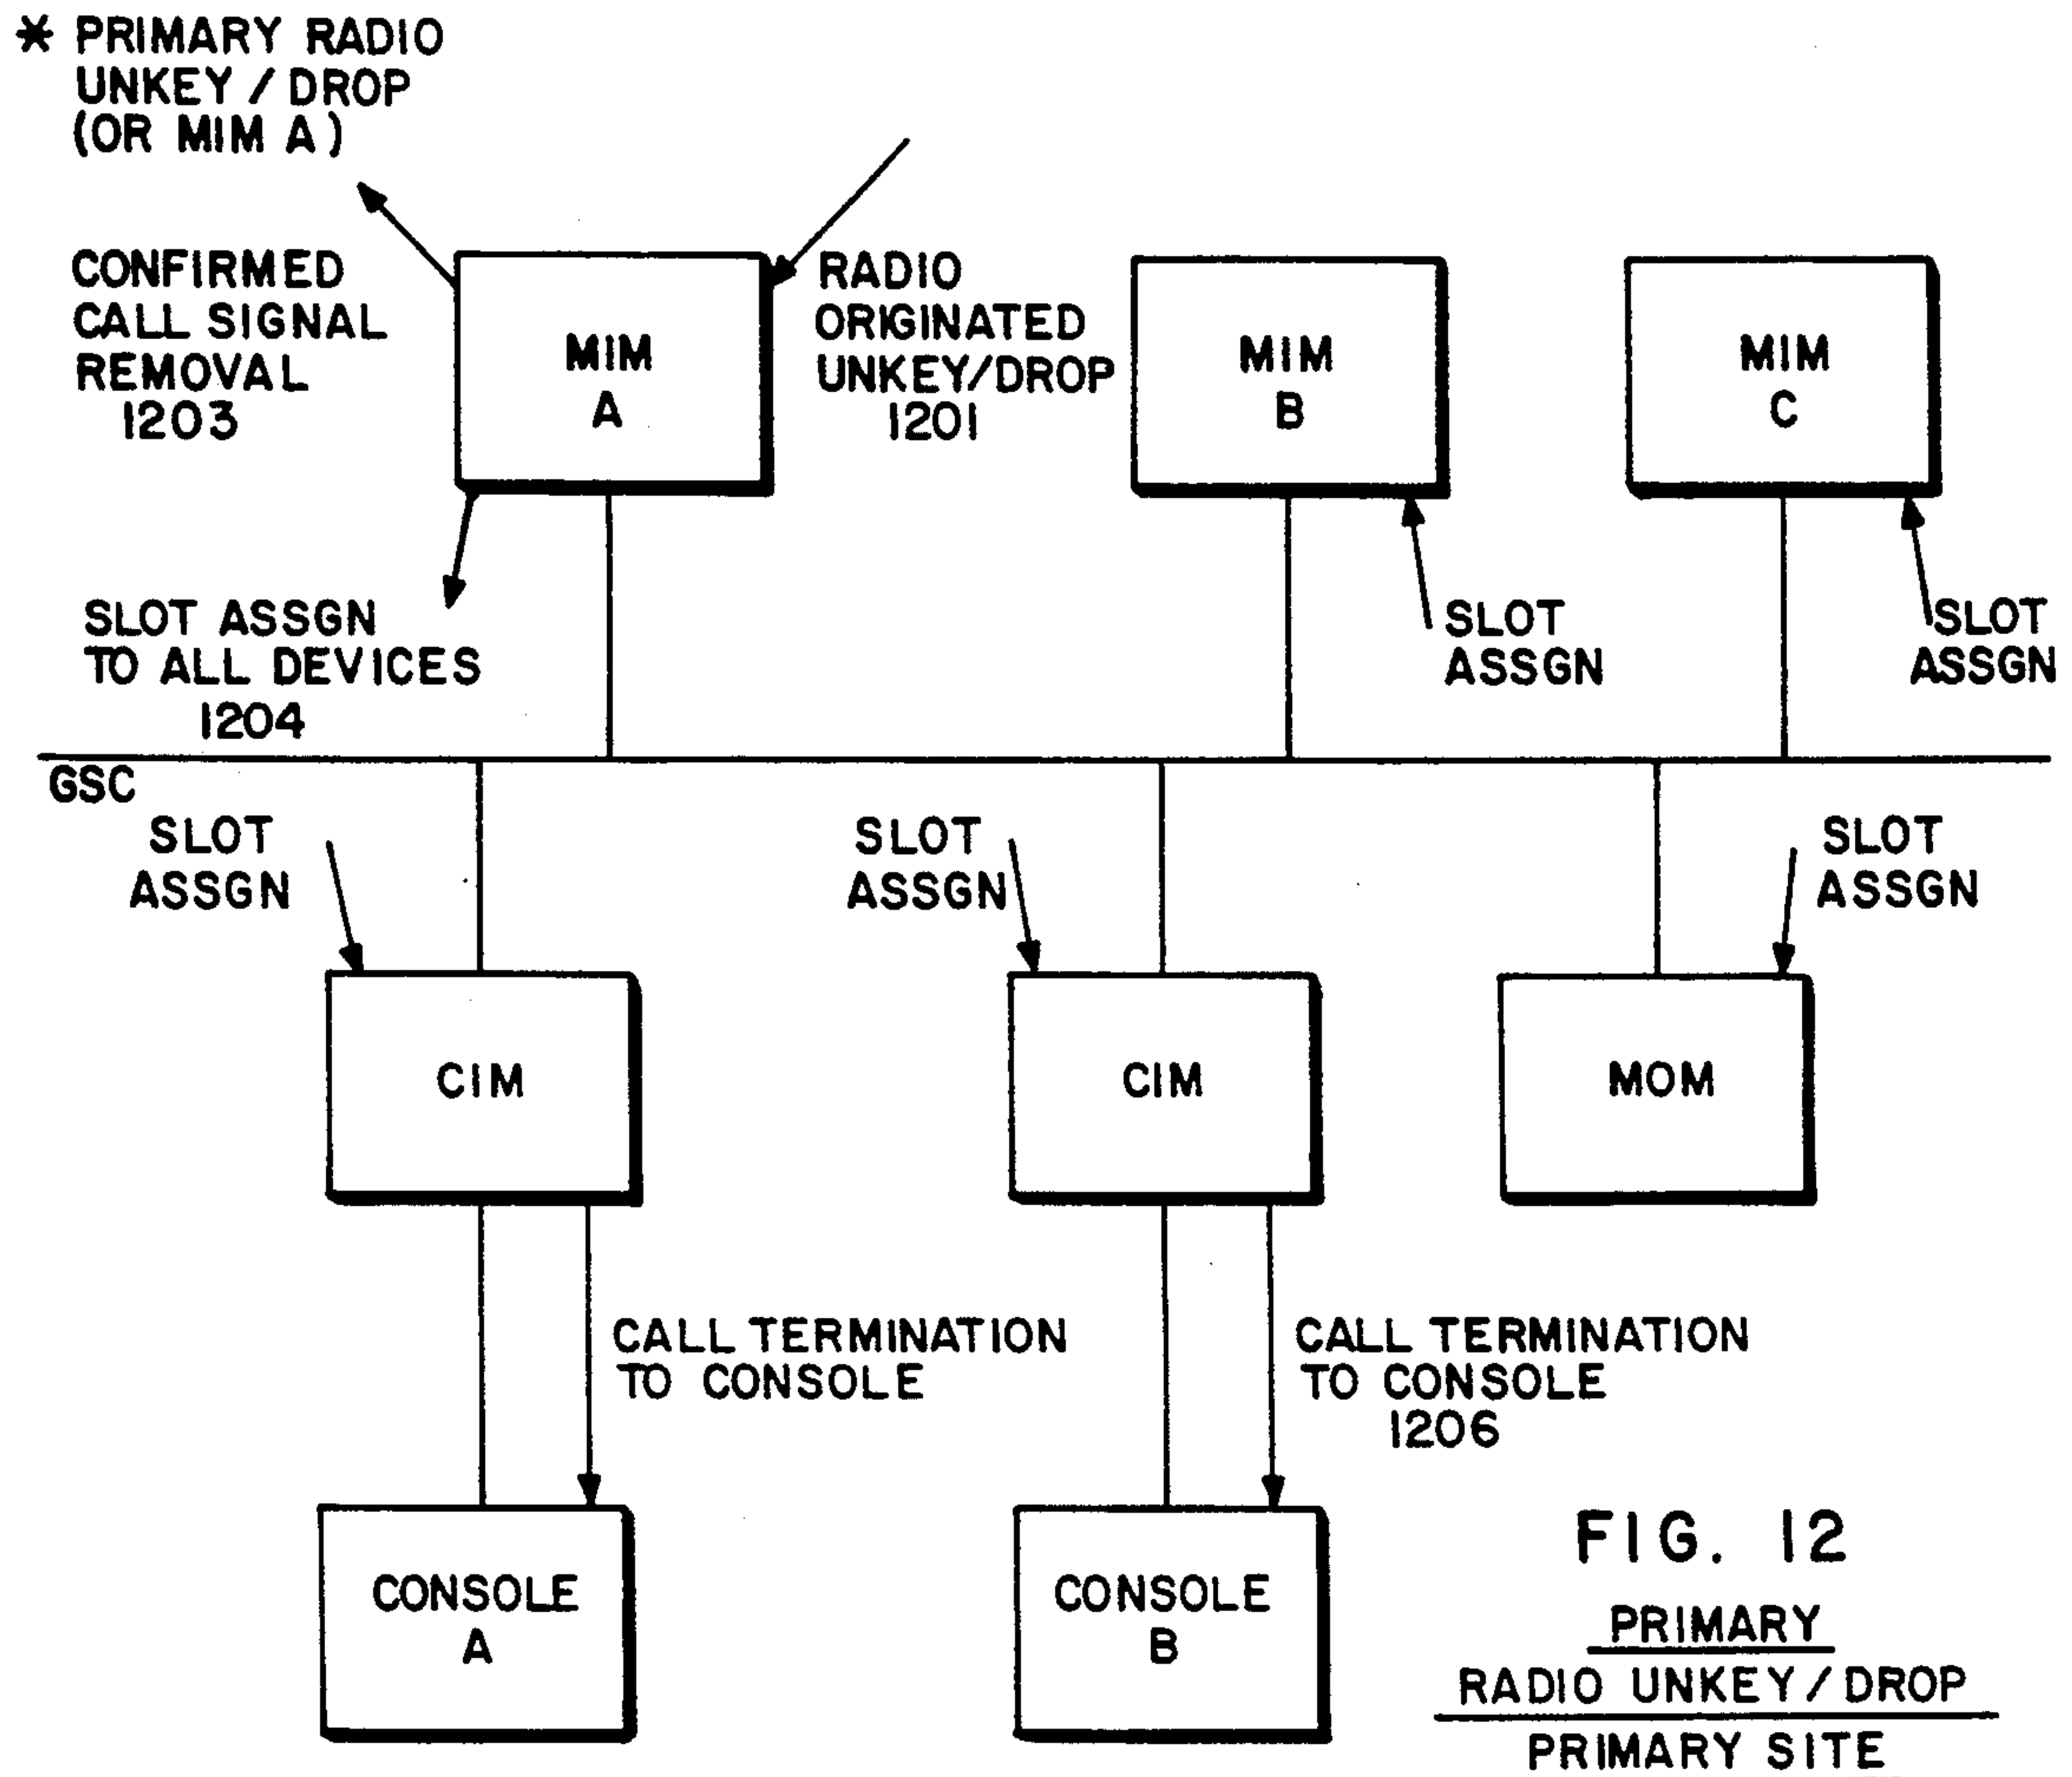 * PRIMARY RADIO
UNKEY / DROP
(OR MIM A)
CONFIRMED
CALL SIGNAL
REMOVAL
1203
MIM
A
RADIO
ORIGINATED
UNKEY/DROP
1201
MIM
B
MIM
C
SLOT ASSGN
TO ALL DEVICES
1204
SLOT
ASSGN
SLOT
ASSGN
GSC
SLOT
ASSGN
SLOT
ASSGN
SLOT
ASSGN
CIM
CIM
MOM
CALL TERMINATION
TO CONSOLE
CALL TERMINATION
TO CONSOLE
1206
CONSOLE
A
CONSOLE
B
FIG. 12
PRIMARY
RADIO UNKEY/DROP
PRIMARY SITE